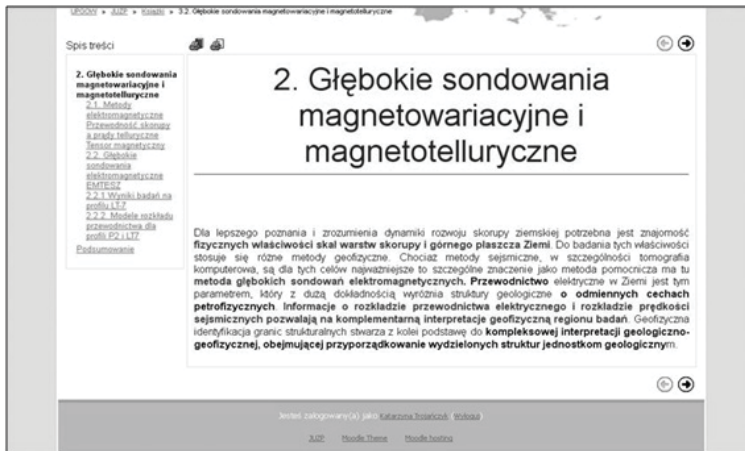 UPGOW ► JUZP ► Książki ► 3.2. Głębokie sondowania magnetowariacyjne i magnetotelluryczne
Spis treści
2. Głębokie sondowania
magnetowariacyjne i
magnetotelluryczne
2.1. Metody
elektromagnetyczne
Przewodność skorupy
a prądy telluryczne
Tensor magnetyczny
2.2. Głębokie
sondowania
elektromagnetyczne
EMTESZ
2.2.1 Wyniki badań na
profilu LT-7
2.2.2. Modele rozkładu
przewodnictwa dla
profili P2 i LT7
Podsumowanie
2. Głębokie sondowania
magnetowariacyjne i
magnetotelluryczne
Dla lepszego poznania i zrozumienia dynamiki rozwoju skorupy ziemskiej potrzebna jest znajomość
fizycznych właściwości skał warstw skorupy i górnego płaszcza Ziemi. Do badania tych właściwości
stosuje się różne metody geofizyczne. Chociaż metody sejsmiczne, w szczególności tomografia
komputerowa, są dla tych celów najważniejsze to szczególne znaczenie jako metoda pomocnicza ma tu
metoda głębokich sondowań elektromagnetycznych. Przewodnictwo elektryczne w Ziemi jest tym
parametrem, który z dużą dokładnością wyróżnia struktury geologiczne o odmiennych cechach
petrofizycznych. Informacje o rozkładzie przewodnictwa elektrycznego i rozkładzie prędkości
sejsmicznych pozwalają na komplementarną interpretacje geofizyczną regionu badań. Geofizyczna
identyfikacja granic strukturalnych stwarza z kolei podstawę do kompleksowej interpretacji geologiczno-
geofizycznej, obejmującej przyporządkowanie wydzielonych struktur jednostkom geologicznym.
Jesteś zalogowany(a) jako Katarzyna Trojańczyk (Wyloguj)
JUZP Moodle Theme Moodle hosting